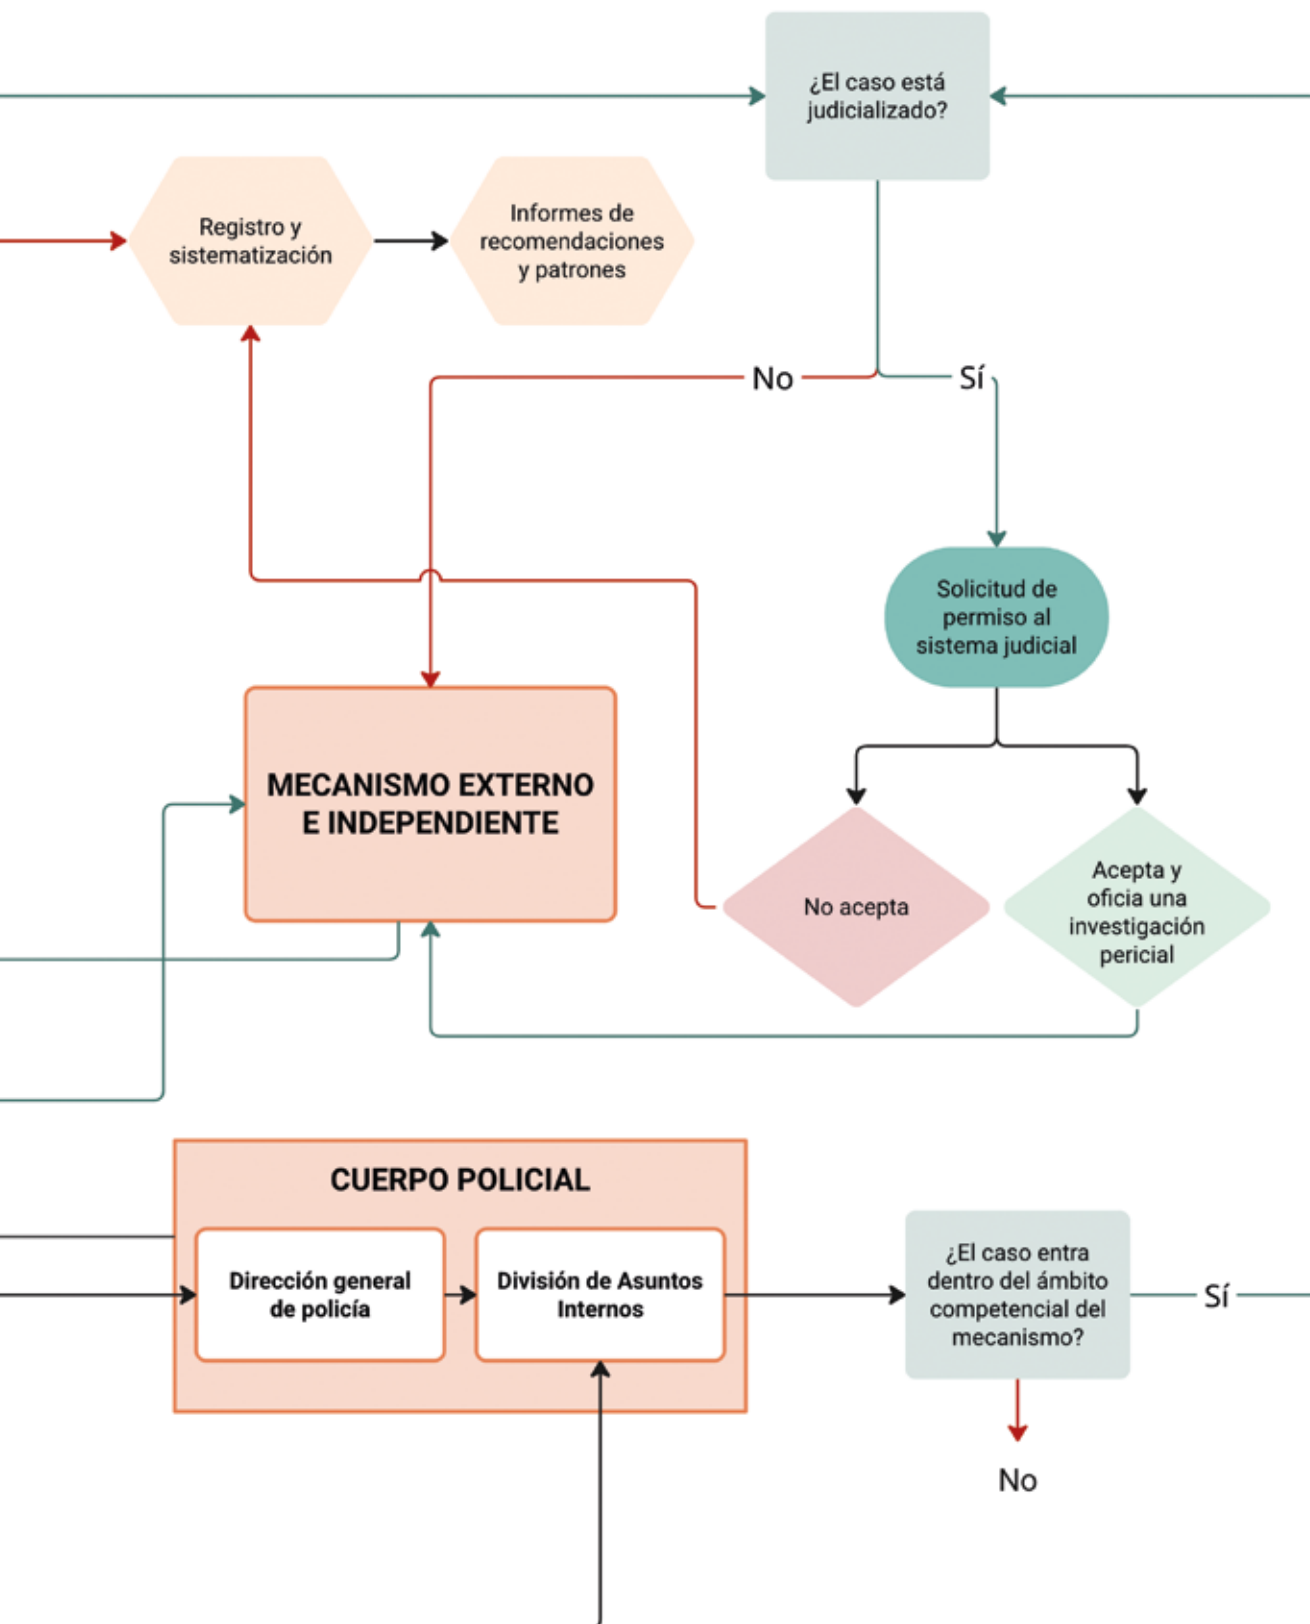 ¿El caso está
judicializado?
Registro y
sistematización
Informes de
recomendaciones
y patrones
No
Sí
Solicitud de
permiso al
sistema judicial
MECANISMO EXTERNO
E INDEPENDIENTE
No acepta
Acepta y
oficia una
investigación
pericial
CUERPO POLICIAL
Dirección general
de policía
División de Asuntos
Internos
¿El caso entra
dentro del ámbito
competencial del
mecanismo?
Sí
No